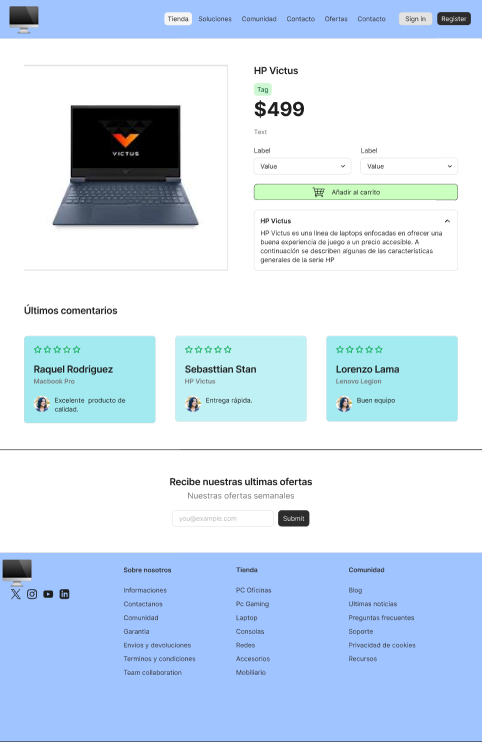 Tienda Soluciones Comunidad Contacto Ofertas Contacto Sign in Register
VICTUS
HP Victus
Tag
$499
Text
Label Label
Value Value
Añadir al carrito
HP Victus
HP Victus es una línea de laptops enfocadas en ofrecer una
buena experiencia de juego a un precio accesible. A
continuación se describen algunas de las características
generales de la serie HP
Últimos comentarios
Raquel Rodriguez
Macbook Pro
Excelente producto de
calidad.
Sebasttian Stan
HP Victus
Entrega rápida.
Lorenzo Lama
Lenovo Legion
Buen equipo
Recibe nuestras ultimas ofertas
Nuestras ofertas semanales
you@example.com Submit
Sobre nosotros
Informaciones
Contactanos
Comunidad
Garantia
Envios y devoluciones
Terminos y condiciones
Team collaboration
Tienda
PC Oficinas
Pc Gaming
Laptop
Consolas
Redes
Accesorios
Mobiliario
Comunidad
Blog
Ultimas noticias
Preguntas frecuentes
Soporte
Privacidad de cookies
Recursos